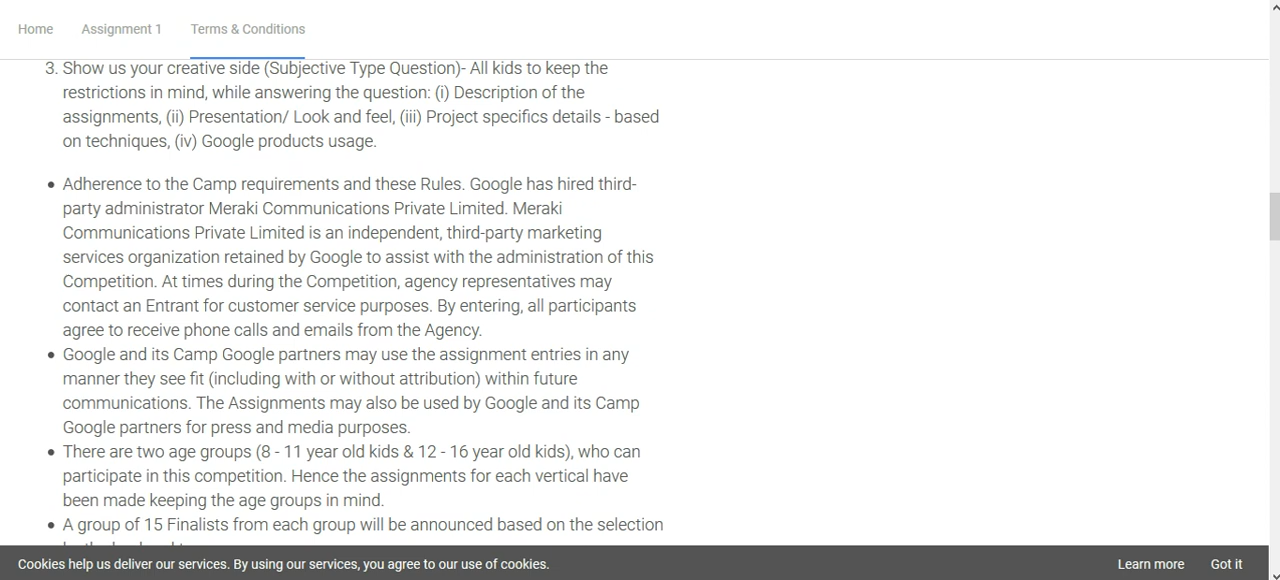 Home Assignment 1 Terms & Conditions
3. Show us your creative side (Subjective Type Question)- All kids to keep the
restrictions in mind, while answering the question: (i) Description of the
assignments, (ii) Presentation/ Look and feel, (iii) Project specifics details - based
on techniques, (iv) Google products usage.
• Adherence to the Camp requirements and these Rules. Google has hired third-
party administrator Meraki Communications Private Limited. Meraki
Communications Private Limited is an independent, third-party marketing
services organization retained by Google to assist with the administration of this
Competition. At times during the Competition, agency representatives may
contact an Entrant for customer service purposes. By entering, all participants
agree to receive phone calls and emails from the Agency.
• Google and its Camp Google partners may use the assignment entries in any
manner they see fit (including with or without attribution) within future
communications. The Assignments may also be used by Google and its Camp
Google partners for press and media purposes.
• There are two age groups (8 - 11 year old kids & 12 - 16 year old kids), who can
participate in this competition. Hence the assignments for each vertical have
been made keeping the age groups in mind.
• A group of 15 Finalists from each group will be announced based on the selection
Cookies help us deliver our services. By using our services, you agree to our use of cookies. Learn more Got it